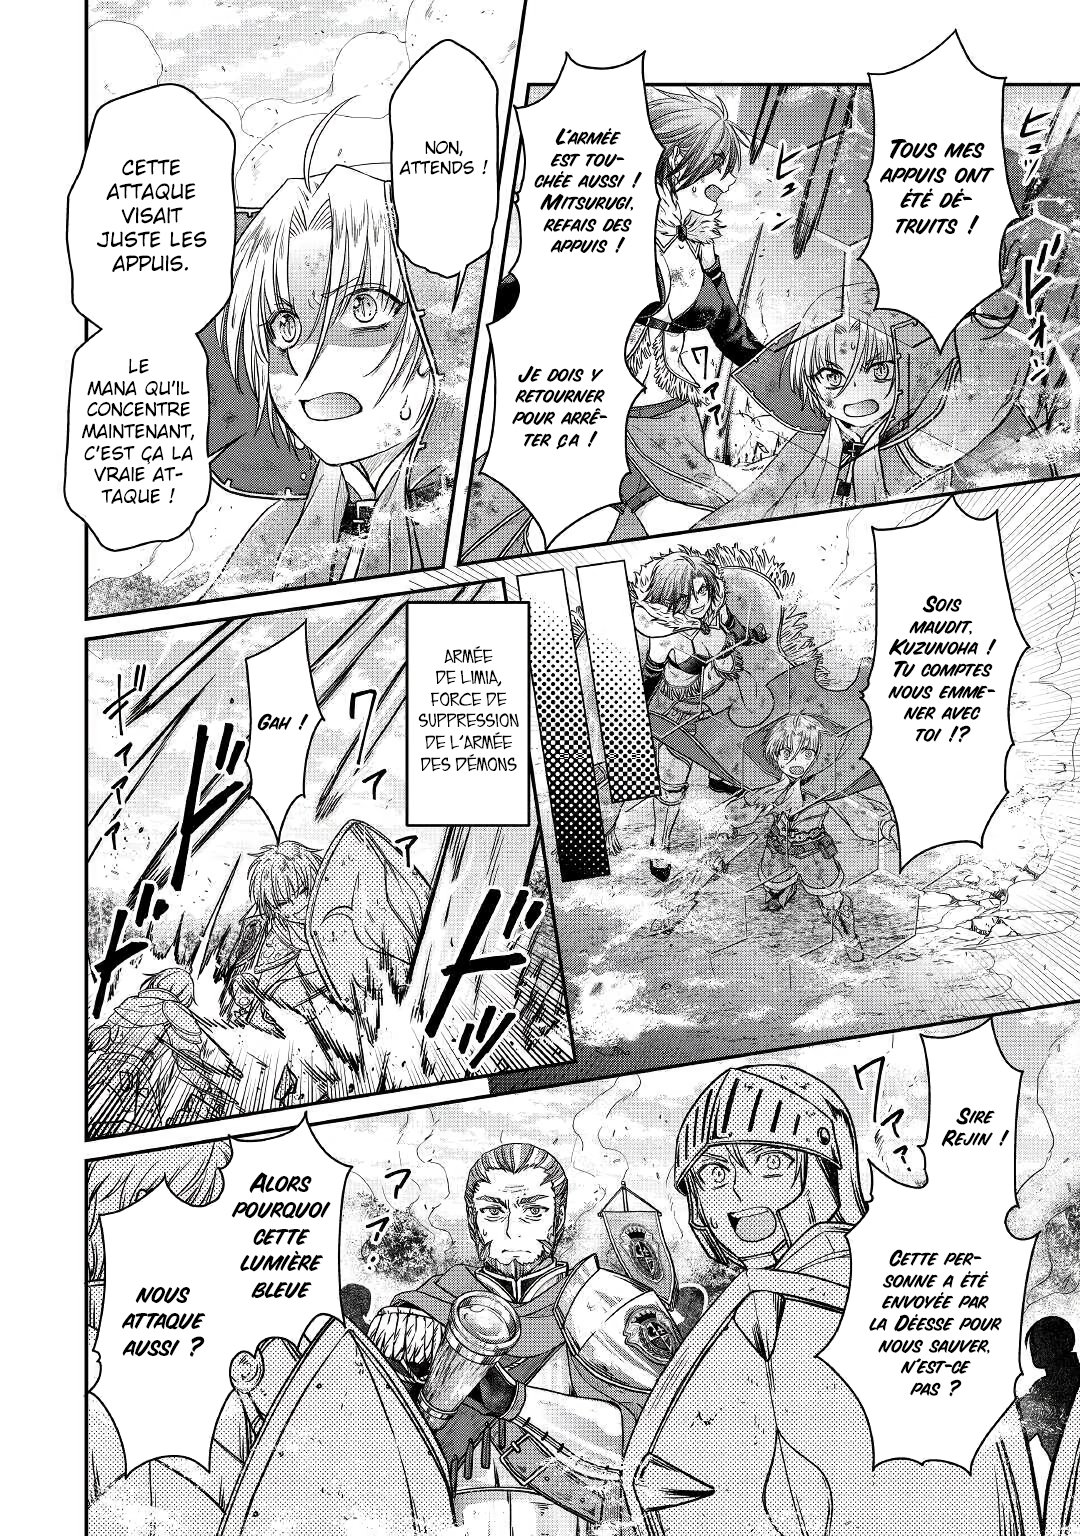 TOUS MES
APPUIS ONT
ÉTÉ DÉ-
TRUITS !
L'ARMÉE
EST TOU-
CHÉE AUSSI !
MITSURUGI,
REFAIS DES
APPUIS !
JE DOIS Y
RETOURNER
POUR ARRÊ-
TER ÇA !
NON,
ATTENDS !
CETTE
ATTAQUE
VISAIT
JUSTE LES
APPUIS.
LE
MANA QU'IL
CONCENTRE
MAINTENANT,
C'EST ÇA LA
VRAIE AT-
TAQUE !
SOIS
MAUDIT,
KUZUNOHA !
TU COMPTES
NOUS EMME-
NER AVEC
TOI !?
ARMÉE
DE LIMIA,
FORCE DE
SUPPRESSION
DE L'ARMÉE
DES DÉMONS
GAH !
SIRE
REJIN !
CETTE PER-
SONNE A ÉTÉ
ENVOYÉE PAR
LA DÉESSE POUR
NOUS SAUVER,
N'EST-CE
PAS ?
ALORS
POURQUOI
CETTE
LUMIÈRE
BLEUE
NOUS
ATTAQUE
AUSSI ?